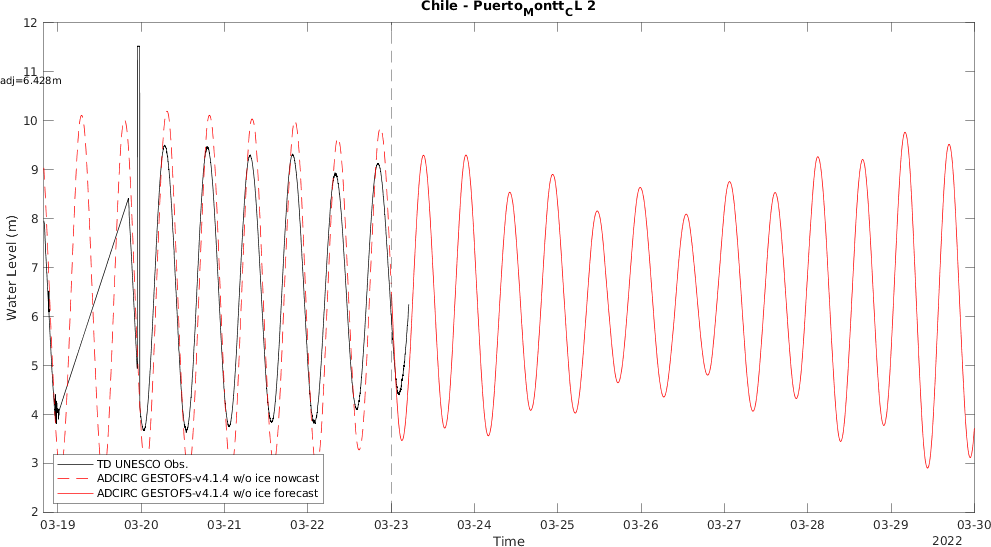 Chile - Puerto_Montt_CL 2
12
11
adj=6.428m
10
9
8
7
6
5
4
3
2
Water Level (m)
TD UNESCO Obs.
ADCIRC GESTOFS-v4.1.4 w/o ice nowcast
ADCIRC GESTOFS-v4.1.4 w/o ice forecast
03-19 03-20 03-21 03-22 03-23 03-24 03-25 03-26 03-27 03-28 03-29 03-30
Time
2022